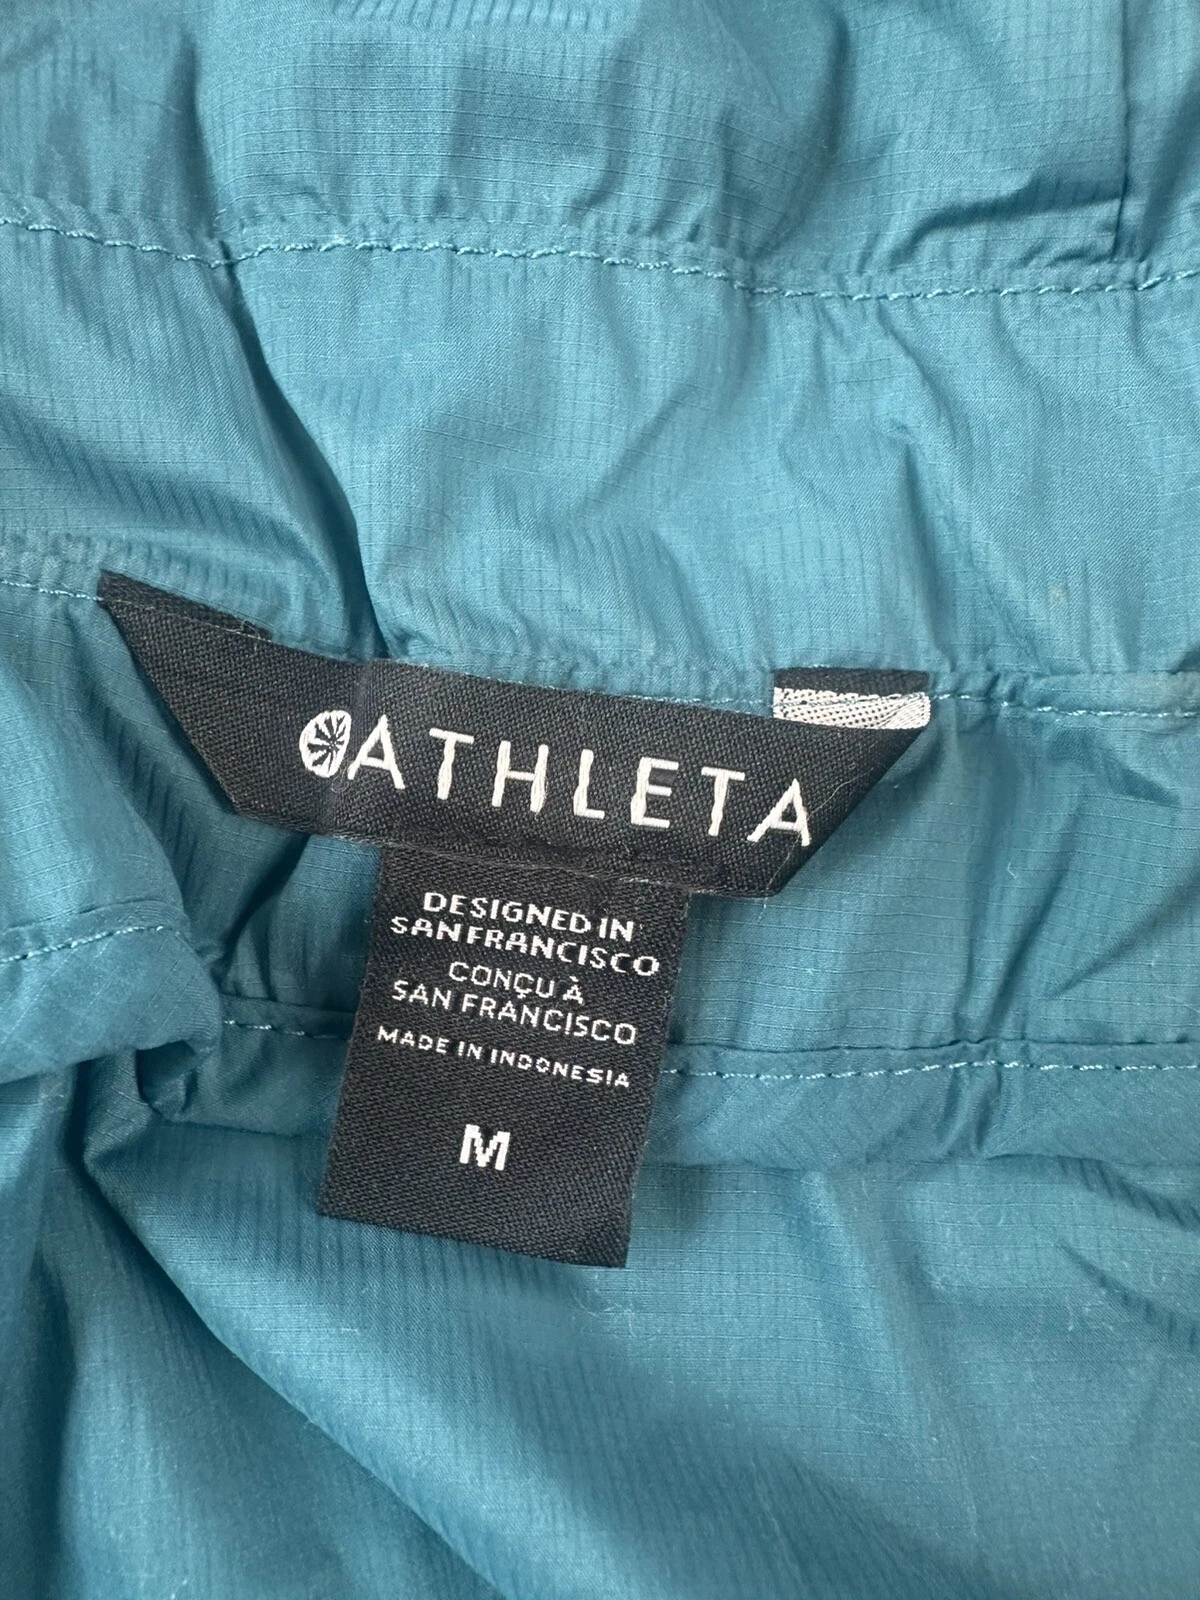 ATHLETA
DESIGNED IN
SAN FRANCISCO
CONÇU À
SAN FRANCISCO
MADE IN INDONESIA
M